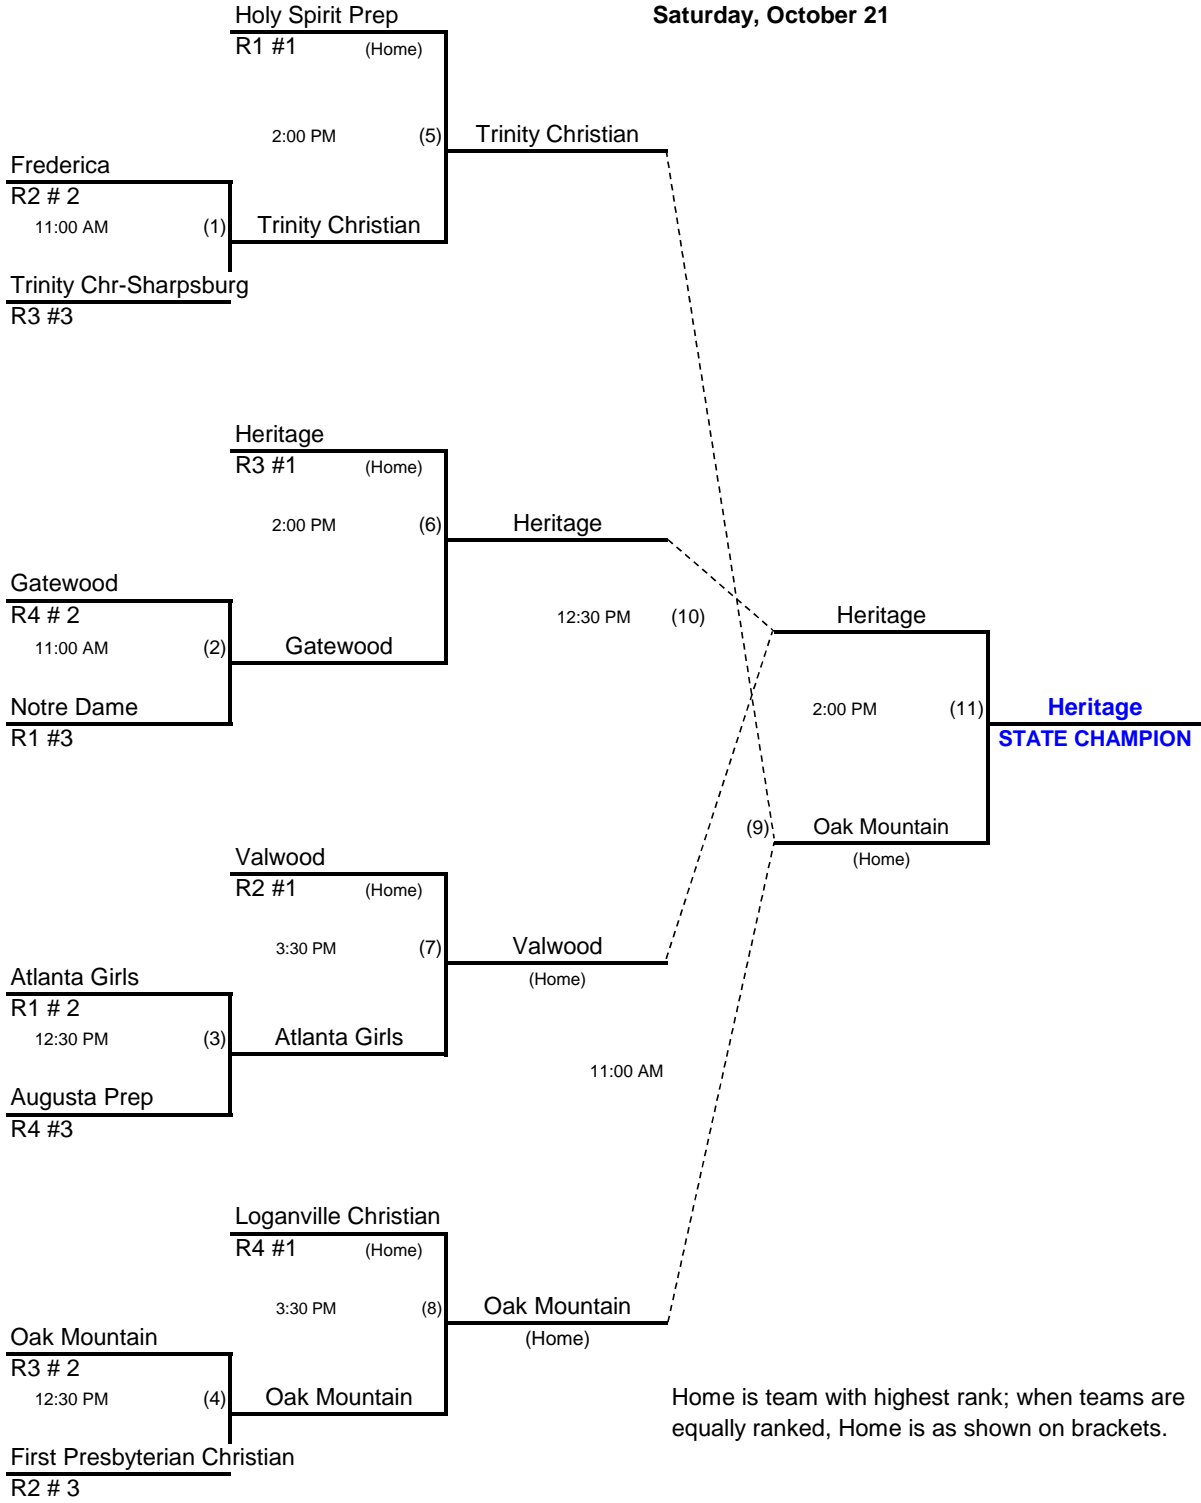 Holy Spirit Prep
Saturday, October 21
R1 #1 (Home)
2:00 PM (5) Trinity Christian
Frederica
R2 # 2
11:00 AM (1) Trinity Christian
Trinity Chr-Sharpsburg
R3 #3
Heritage
R3 #1 (Home)
2:00 PM (6) Heritage
Gatewood
R4 # 2
12:30 PM (10) Heritage
11:00 AM (2) Gatewood
Notre Dame
R1 #3
2:00 PM (11) Heritage
STATE CHAMPION
(9) Oak Mountain
(Home)
Valwood
R2 #1 (Home)
3:30 PM (7) Valwood
(Home)
Atlanta Girls
R1 # 2
12:30 PM (3) Atlanta Girls
11:00 AM
Augusta Prep
R4 #3
Loganville Christian
R4 #1 (Home)
3:30 PM (8) Oak Mountain
(Home)
Oak Mountain
R3 # 2
12:30 PM (4) Oak Mountain
First Presbyterian Christian
R2 # 3
Home is team with highest rank; when teams are
equally ranked, Home is as shown on brackets.